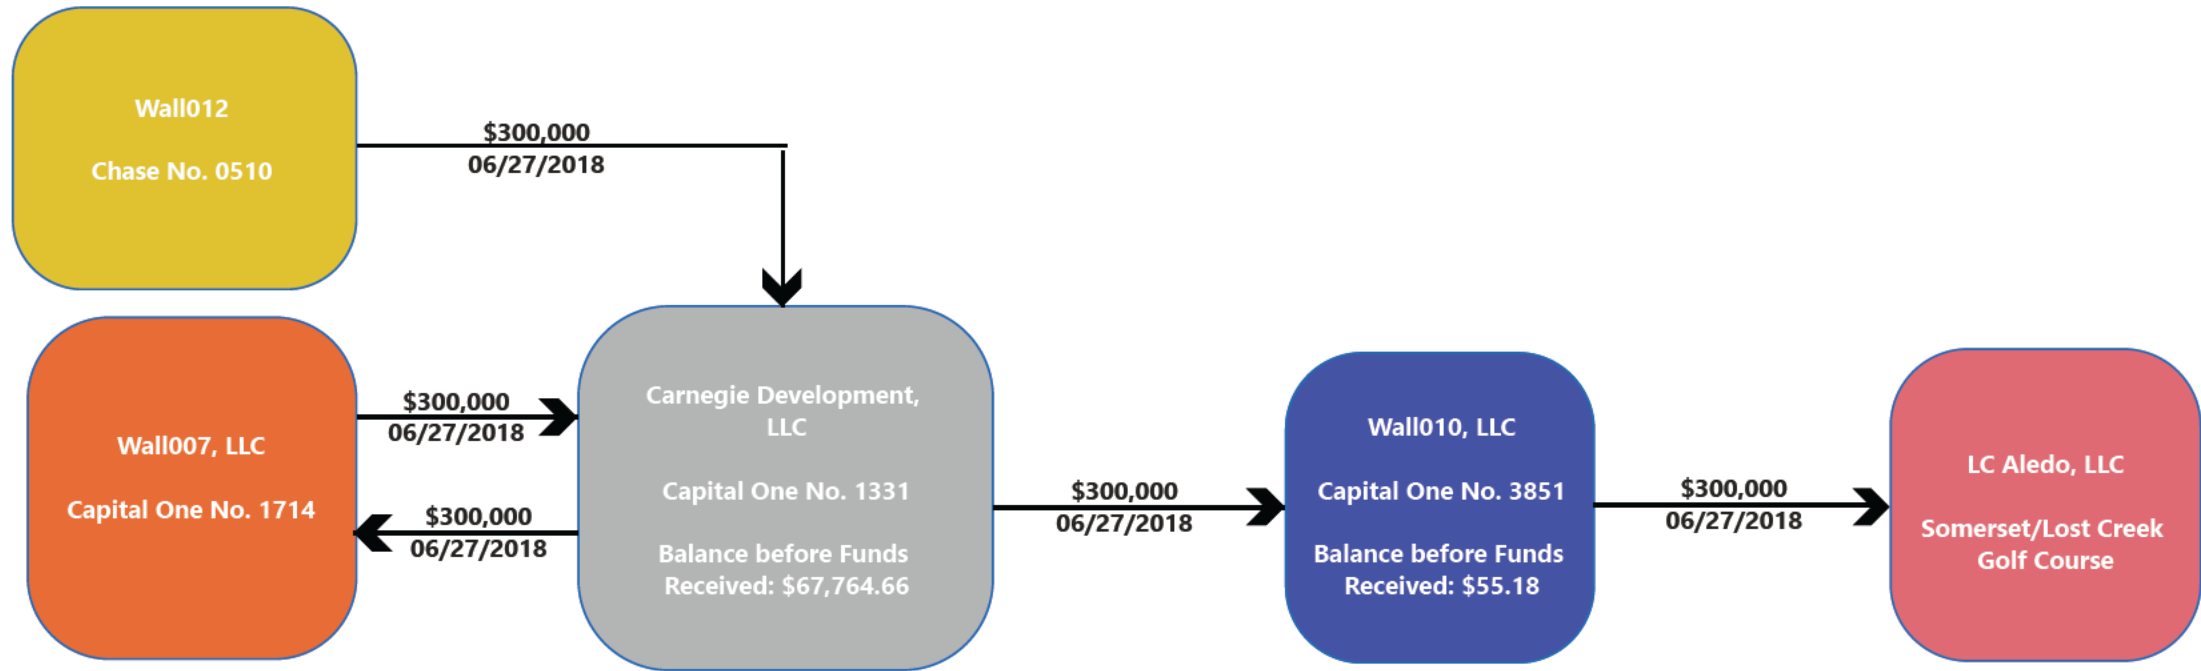 Wall012
Chase No. 0510
$300,000
06/27/2018
Wall007, LLC
Capital One No. 1714
$300,000
06/27/2018
$300,000
06/27/2018
Carnegie Development,
LLC
Capital One No. 1331
Balance before Funds
Received: $67,764.66
$300,000
06/27/2018
Wall010, LLC
Capital One No. 3851
Balance before Funds
Received: $55.18
$300,000
06/27/2018
LC Aledo, LLC
Somerset/Lost Creek
Golf Course